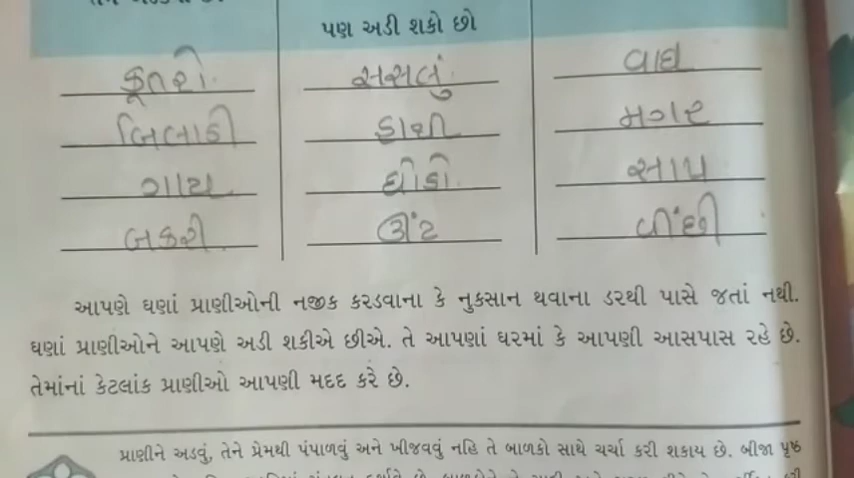 પણ અડી શકો છો
કૂતરો સસલું વાઘ
બિલાડી હાથી મગર
ગાય ઘોડો સાપ
બકરી ઊંટ વીંછી
આપણે ઘણાં પ્રાણીઓની નજીક કરડવાના કે નુકસાન થવાના ડરથી પાસે જતાં નથી.
ઘણાં પ્રાણીઓને આપણે અડી શકીએ છીએ. તે આપણાં ઘરમાં કે આપણી આસપાસ રહે છે.
તેમાંનાં કેટલાંક પ્રાણીઓ આપણી મદદ કરે છે.
પ્રાણીને અડવું, તેને પ્રેમથી પંપાળવું અને ખીજવવું નહિ તે બાળકો સાથે ચર્ચા કરી શકાય છે. બીજા પૃષ્ઠ